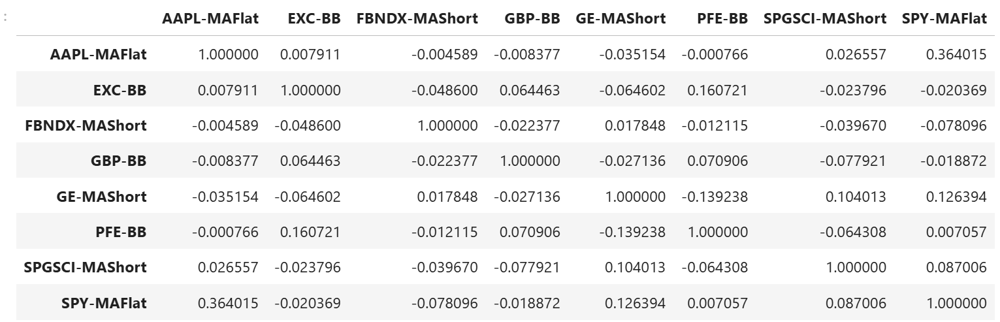 :
AAPL-MAFlat EXC-BB FBNDX-MAShort GBP-BB GE-MAShort PFE-BB SPGSCI-MAShort SPY-MAFlat
AAPL-MAFlat 1.000000 0.007911 -0.004589 -0.008377 -0.035154 -0.000766 0.026557 0.364015
EXC-BB 0.007911 1.000000 -0.048600 0.064463 -0.064602 0.160721 -0.023796 -0.020369
FBNDX-MAShort -0.004589 -0.048600 1.000000 -0.022377 0.017848 -0.012115 -0.039670 -0.078096
GBP-BB -0.008377 0.064463 -0.022377 1.000000 -0.027136 0.070906 -0.077921 -0.018872
GE-MAShort -0.035154 -0.064602 0.017848 -0.027136 1.000000 -0.139238 0.104013 0.126394
PFE-BB -0.000766 0.160721 -0.012115 0.070906 -0.139238 1.000000 -0.064308 0.007057
SPGSCI-MAShort 0.026557 -0.023796 -0.039670 -0.077921 0.104013 -0.064308 1.000000 0.087006
SPY-MAFlat 0.364015 -0.020369 -0.078096 -0.018872 0.126394 0.007057 0.087006 1.000000